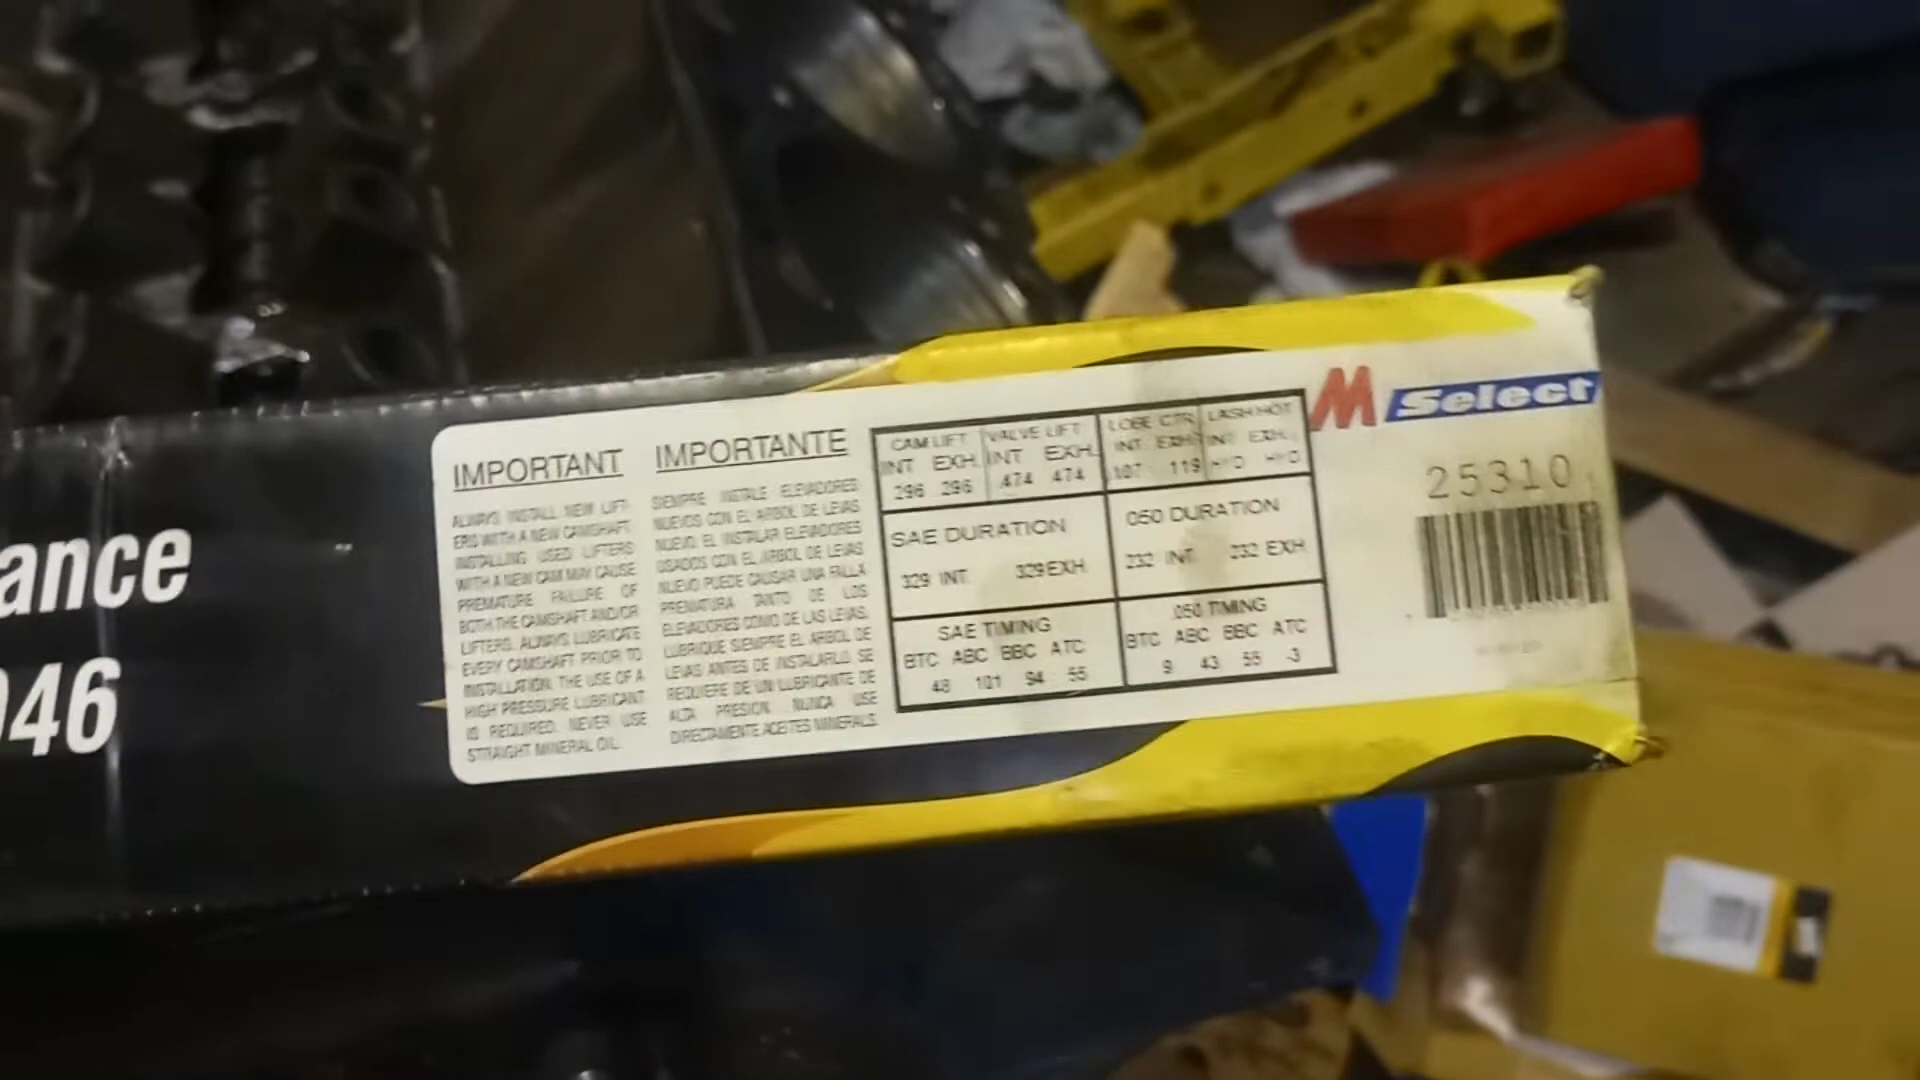 ance
946
IMPORTANT
ALWAYS INSTALL NEW LIFT-
ERS WITH A NEW CAMSHAFT.
INSTALLING USED LIFTERS
WITH A NEW CAM MAY CAUSE
PREMATURE FAILURE OF
BOTH THE CAMSHAFT AND/OR
LIFTERS. ALWAYS LUBRICATE
EVERY CAMSHAFT PRIOR TO
INSTALLATION. THE USE OF A
HIGH PRESSURE LUBRICANT
IS REQUIRED. NEVER USE
STRAIGHT MINERAL OIL.
IMPORTANTE
SIEMPRE INSTALE ELEVADORES
NUEVOS CON EL ARBOL DE LEVAS
NUEVO. EL INSTALAR ELEVADORES
USADOS CON EL ARBOL DE LEVAS
NUEVO PUEDE CAUSAR UNA FALLA
PREMATURA TANTO DE LOS
ELEVADORES COMO DE LAS LEVAS.
LUBRIQUE SIEMPRE EL ARBOL DE
LEVAS ANTES DE INSTALARLO. SE
REQUIERE DE UN LUBRICANTE DE
ALTA PRESION. NUNCA USE
DIRECTAMENTE ACEITES MINERALS.
CAM LIFT VALVE LIFT LOBE CTR LASH HOT
INT EXH. INT EXH. INT EXH. INT EXH.
296 296 .474 .474 107 119 HYD HYD
SAE DURATION
329 INT. 329 EXH.
.050 DURATION
232 INT. 232 EXH
SAE TIMING
BTC ABC BBC ATC
48 101 94 55
.050 TIMING
BTC ABC BBC ATC
9 43 55 -3
M Select
25310